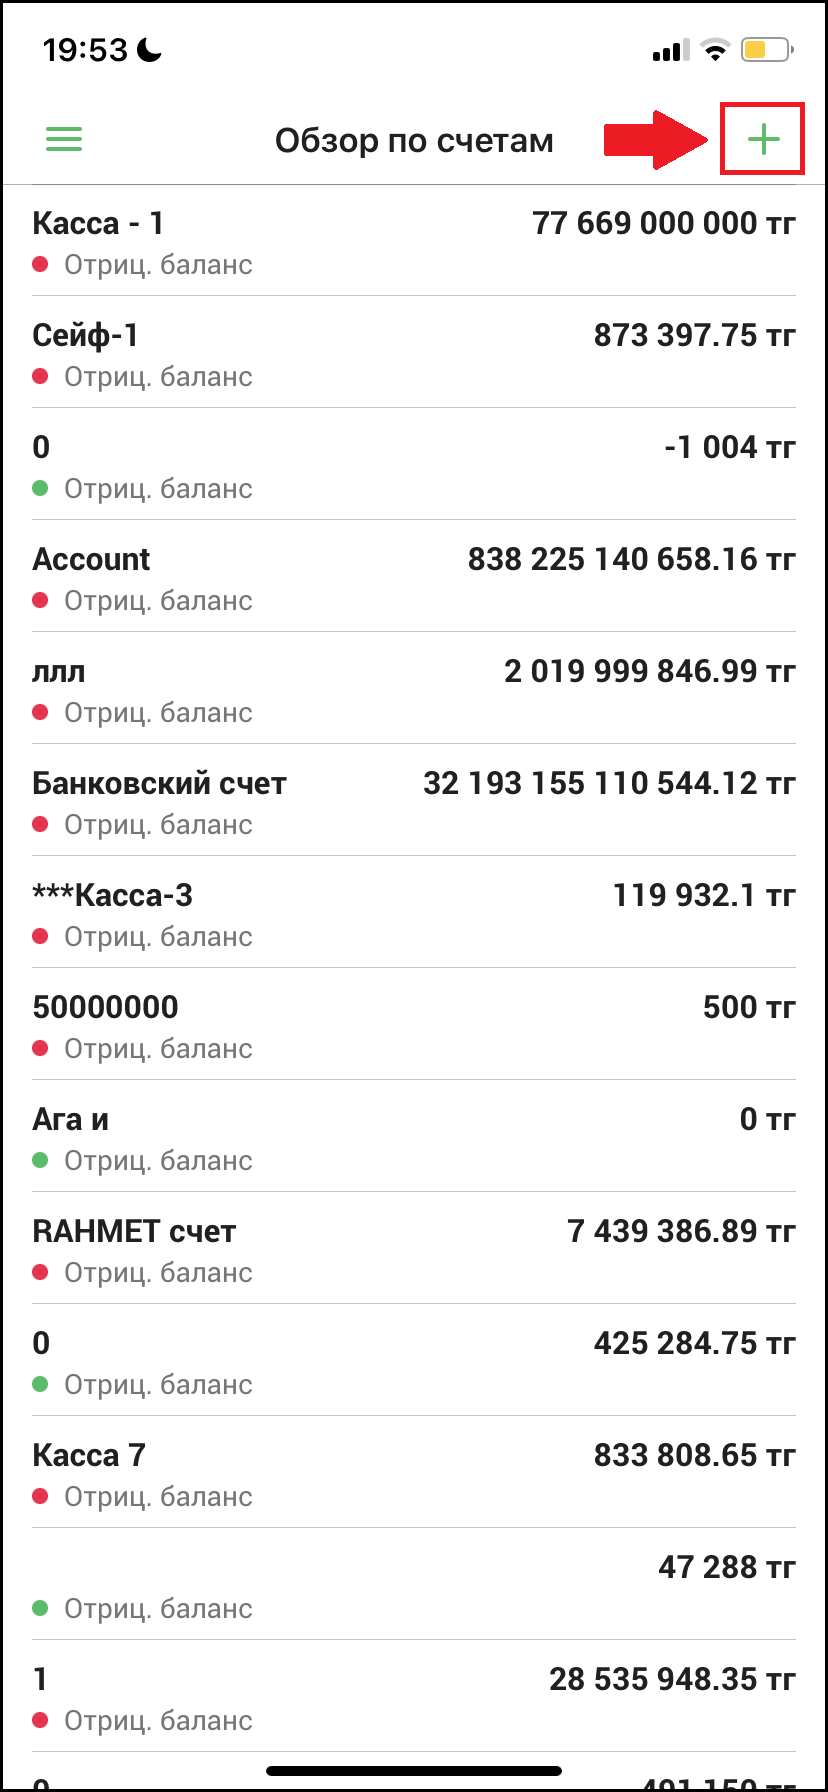 19:53
Обзор по счетам
Касса - 1 77 669 000 000 тг
Отриц. баланс
Сейф-1 873 397.75 тг
Отриц. баланс
0 -1 004 тг
Отриц. баланс
Account 838 225 140 658.16 тг
Отриц. баланс
ллл 2 019 999 846.99 тг
Отриц. баланс
Банковский счет 32 193 155 110 544.12 тг
Отриц. баланс
***Касса-3 119 932.1 тг
Отриц. баланс
50000000 500 тг
Отриц. баланс
Ага и 0 тг
Отриц. баланс
RAHMET счет 7 439 386.89 тг
Отриц. баланс
0 425 284.75 тг
Отриц. баланс
Касса 7 833 808.65 тг
Отриц. баланс
47 288 тг
Отриц. баланс
1 28 535 948.35 тг
Отриц. баланс